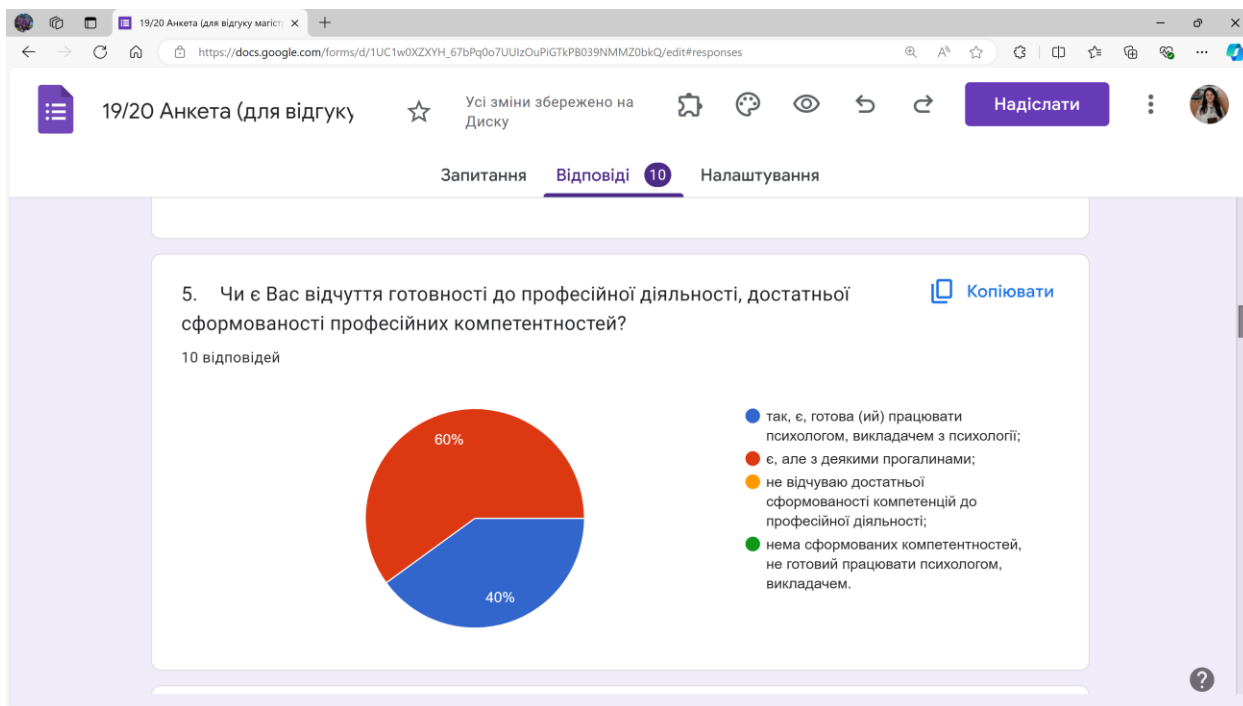 19/20 Анкета (для відгуку магіст
https://docs.google.com/forms/d/1UC1w0XZXYH_67bPq0o7UUIzOuPiGTkPB039NMMZ0bkQ/edit#responses
19/20 Анкета (для відгуку
Усі зміни збережено на
Диску
Надіслати
Запитання
Відповіді 10
Налаштування
5. Чи є Вас відчуття готовності до професійної діяльності, достатньої
сформованості професійних компетентностей?
Копіювати
10 відповідей
60%
40%
так, є, готова (ий) працювати
психологом, викладачем з психології;
є, але з деякими прогалинами;
не відчуваю достатньої
сформованості компетенцій до
професійної діяльності;
нема сформованих компетентностей,
не готовий працювати психологом,
викладачем.